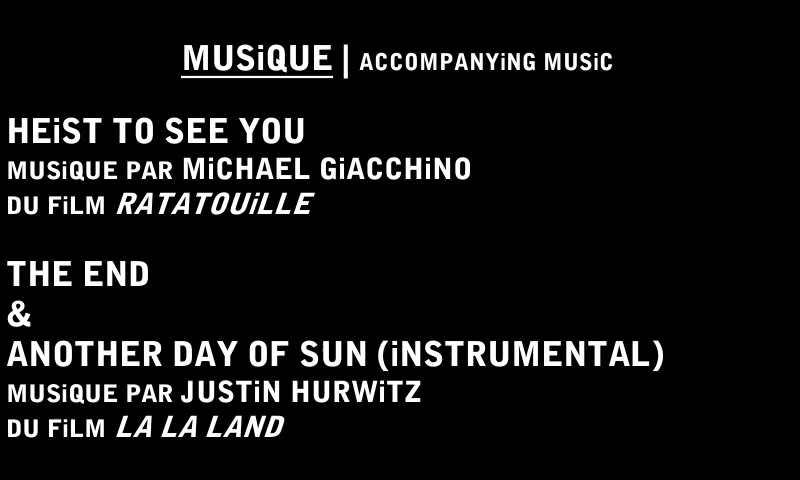 MUSiQUE | ACCOMPANYiNG MUSiC
HEiST TO SEE YOU
MUSiQUE PAR MiCHAEL GiACCHiNO
DU FiLM RATATOUiLLE
THE END
&
ANOTHER DAY OF SUN (iNSTRUMENTAL)
MUSiQUE PAR JUSTiN HURWiTZ
DU FiLM LA LA LAND